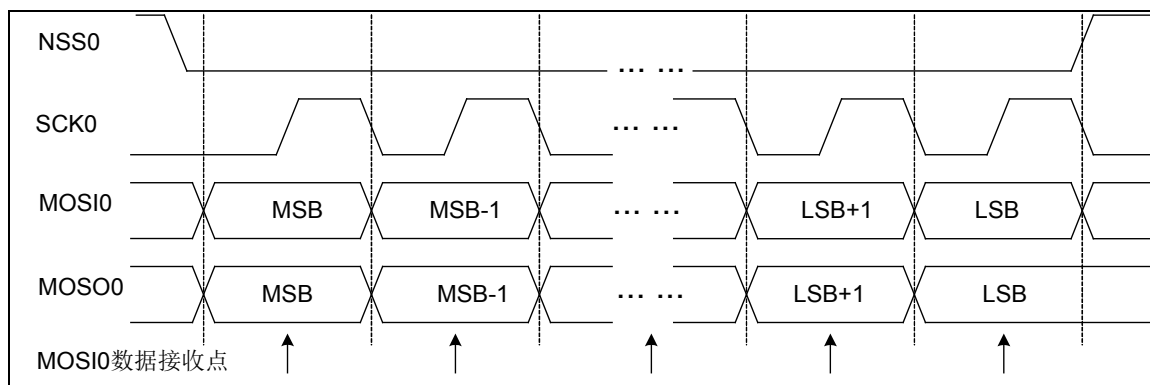 NSS0
... ...
SCK0
... ...
MOSI0 MSB MSB-1 ... ... LSB+1 LSB
MOSO0 MSB MSB-1 ... ... LSB+1 LSB
MOSI0数据接收点